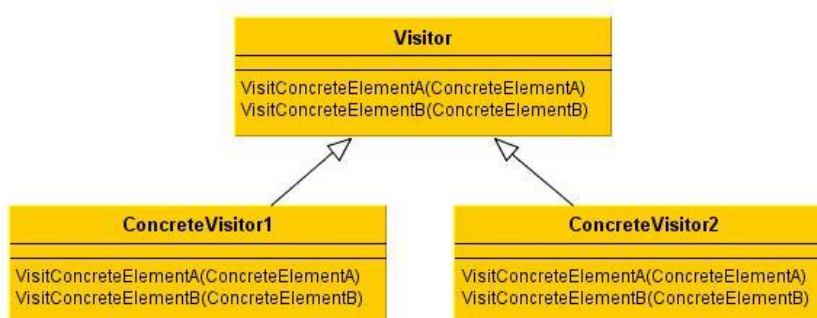 Visitor
VisitConcreteElementA(ConcreteElementA)
VisitConcreteElementB(ConcreteElementB)
ConcreteVisitor1
VisitConcreteElementA(ConcreteElementA)
VisitConcreteElementB(ConcreteElementB)
ConcreteVisitor2
VisitConcreteElementA(ConcreteElementA)
VisitConcreteElementB(ConcreteElementB)